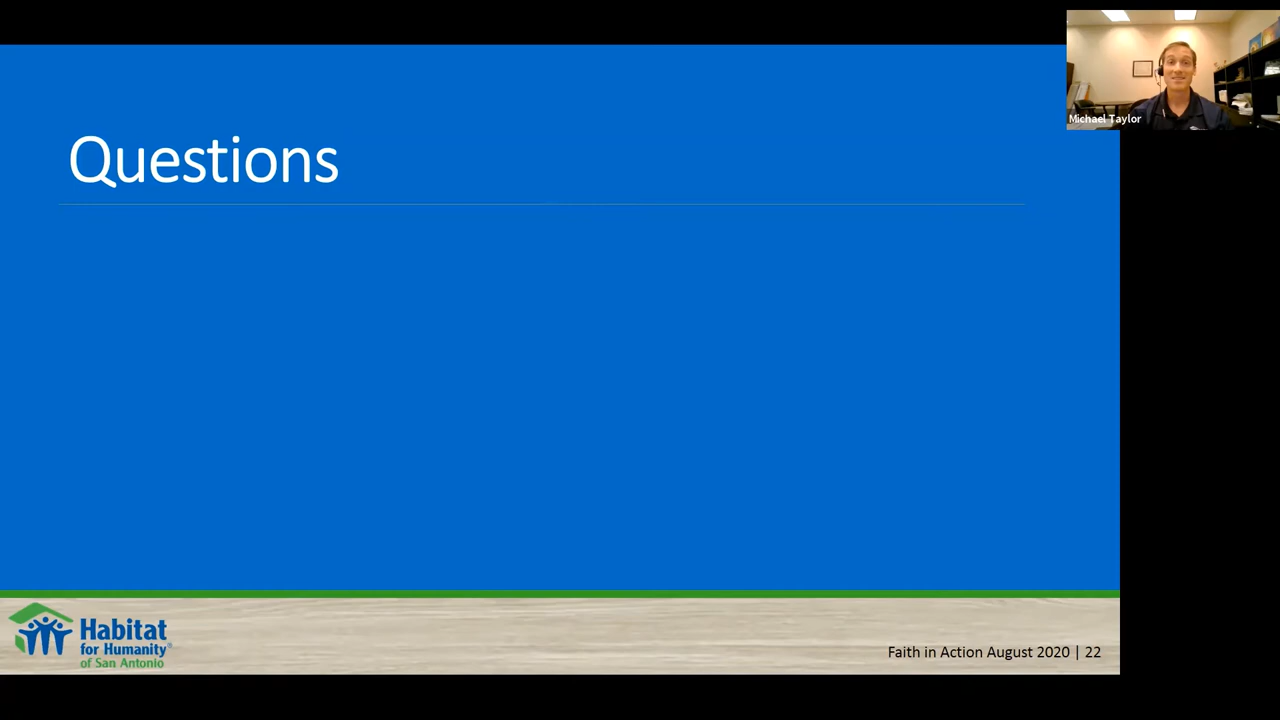 Michael Taylor
Questions
Habitat
for Humanity®
of San Antonio
Faith in Action August 2020 | 22